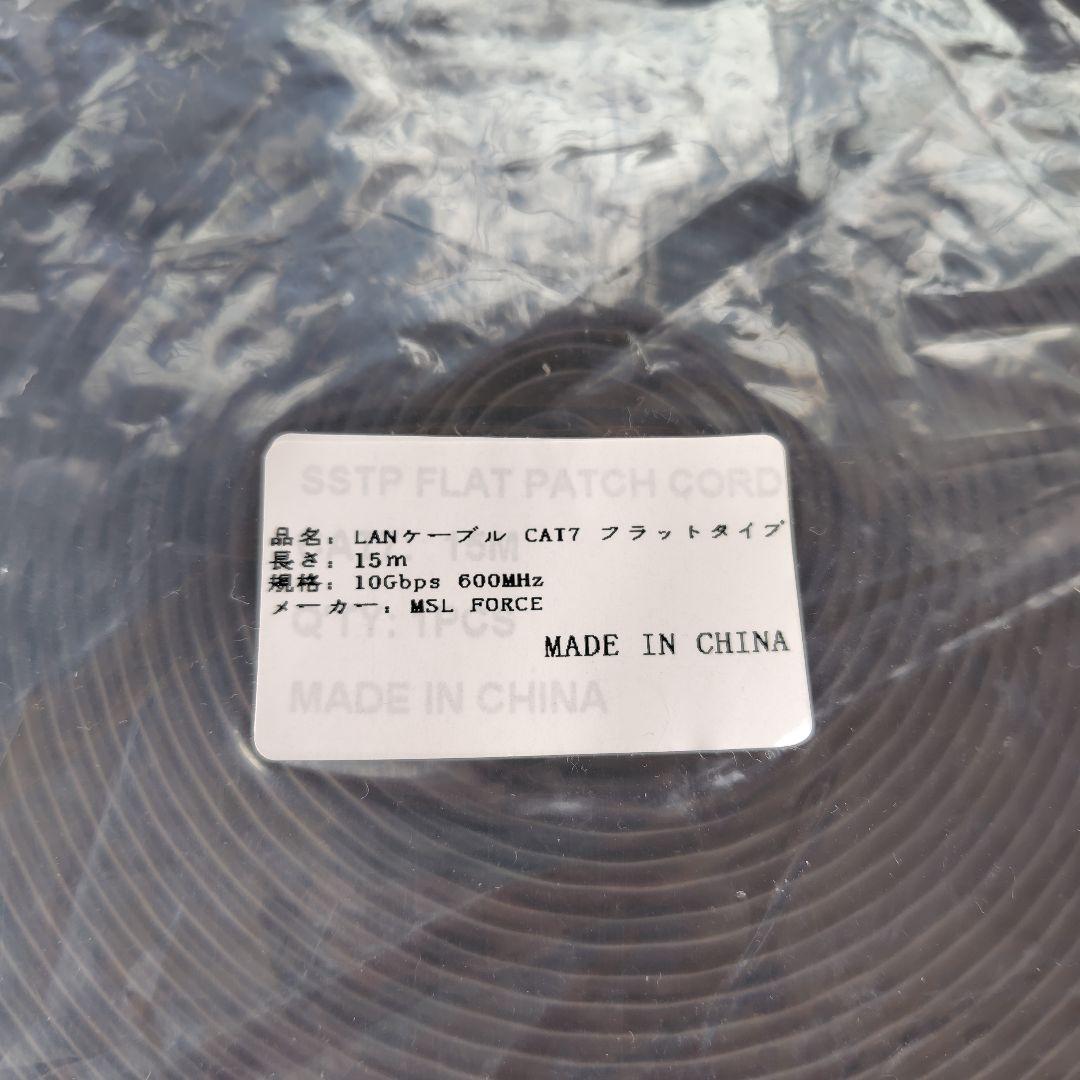 SSTP FLAT PATCH CORD
品名: LANケーブル CAT7 フラットタイプ
15M
長さ: 15m
規格: 10Gbps 600MHz
メーカー: MSL FORCE
Q'TY: 1PCS
MADE IN CHINA
MADE IN CHINA